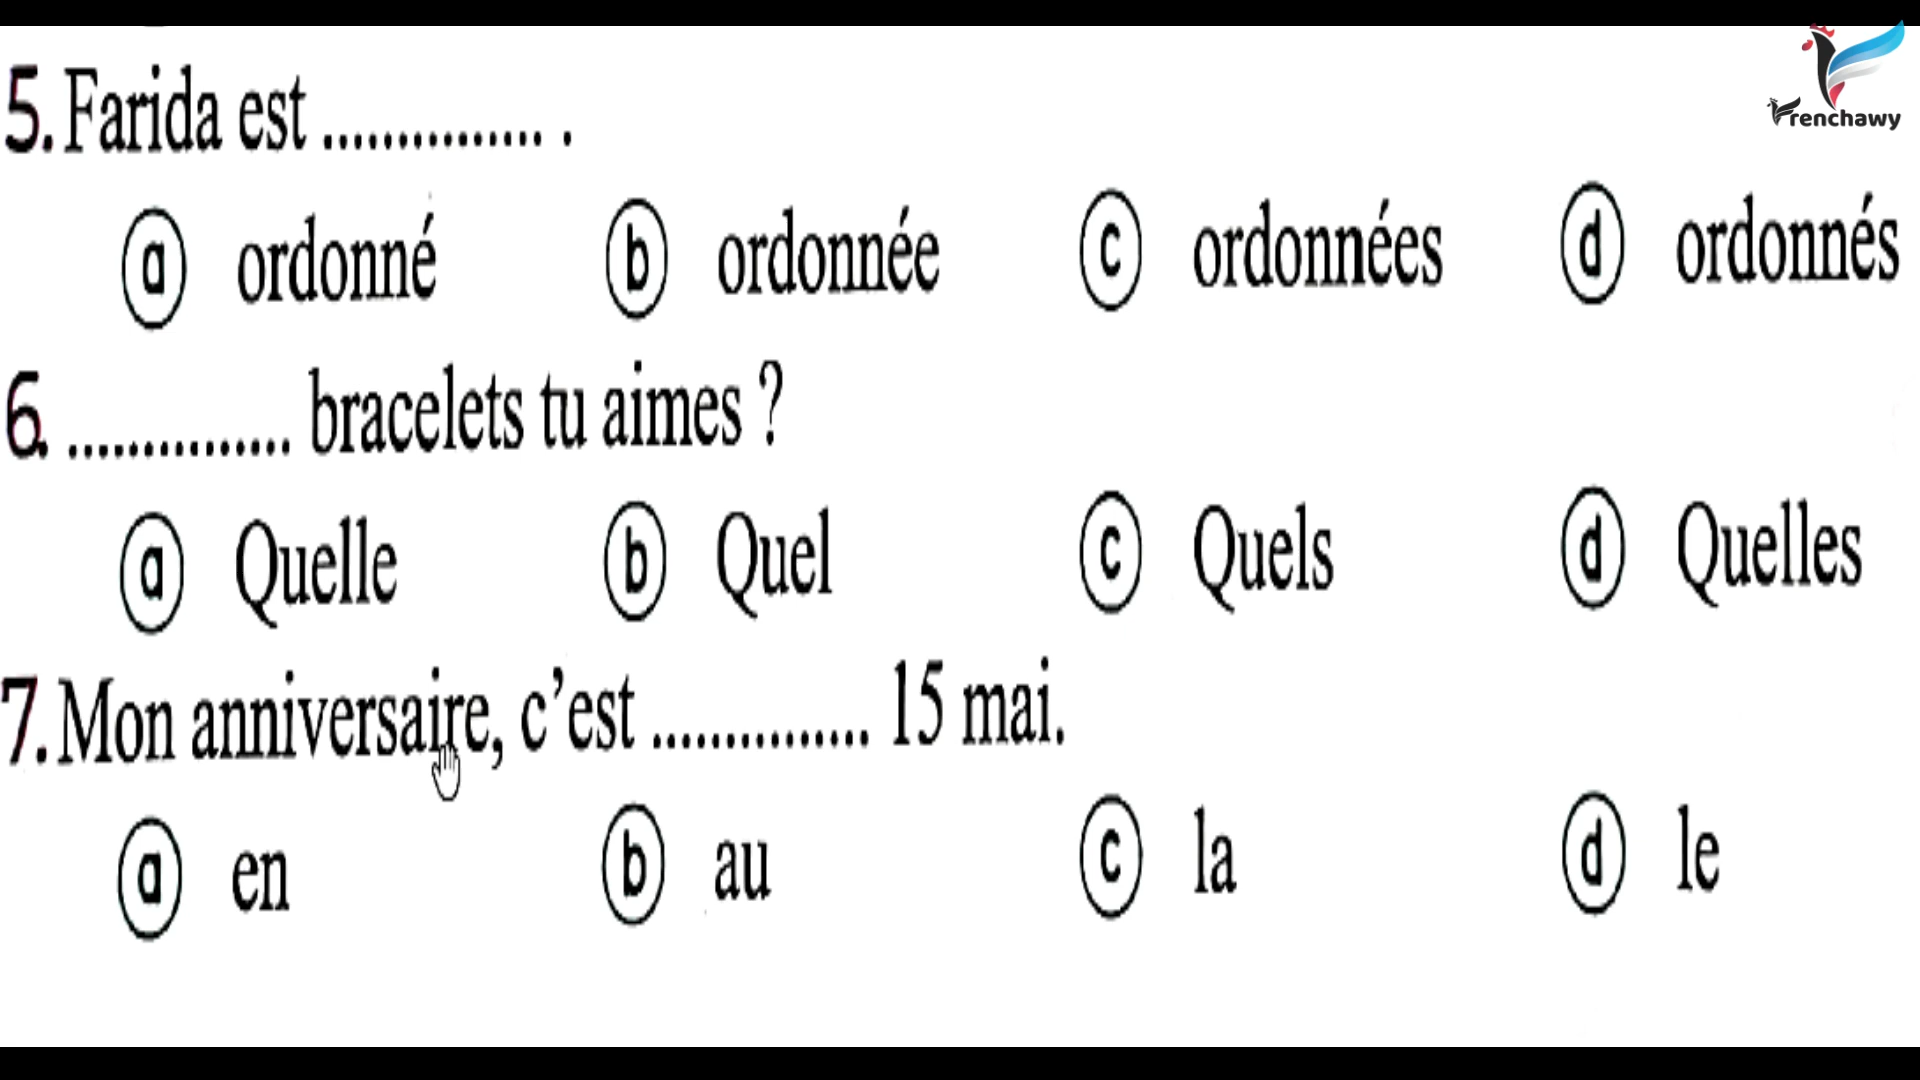 Frenchawy
5. Farida est ............... .
a ordonné b ordonnée c ordonnées d ordonnés
6. ............... bracelets tu aimes ?
a Quelle b Quel c Quels d Quelles
7. Mon anniversaire, c’est ............... 15 mai.
a en b au c la d le